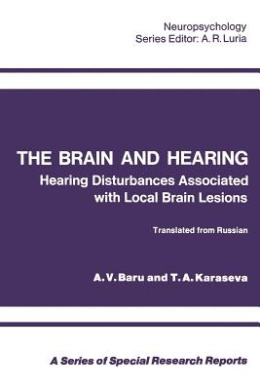 Neuropsychology
Series Editor: A. R. Luria
THE BRAIN AND HEARING
Hearing Disturbances Associated
with Local Brain Lesions
Translated from Russian
A. V. Baru and T. A. Karaseva
A Series of Special Research Reports